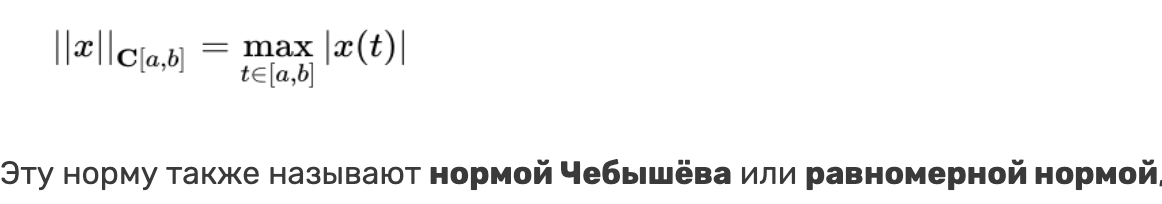 ||x||_{C[a,b]} = max_{t∈[a,b]} |x(t)|
Эту норму также называют нормой Чебышёва или равномерной нормой,